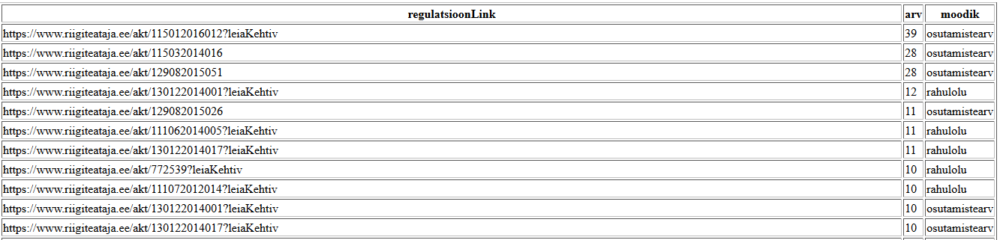 regulatsioonLink arv moodik
https://www.riigiteataja.ee/akt/115012016012?leiaKehtiv 39 osutamistearv
https://www.riigiteataja.ee/akt/115032014016 28 osutamistearv
https://www.riigiteataja.ee/akt/129082015051 28 osutamistearv
https://www.riigiteataja.ee/akt/130122014001?leiaKehtiv 12 rahulolu
https://www.riigiteataja.ee/akt/129082015026 11 osutamistearv
https://www.riigiteataja.ee/akt/111062014005?leiaKehtiv 11 rahulolu
https://www.riigiteataja.ee/akt/130122014017?leiaKehtiv 11 rahulolu
https://www.riigiteataja.ee/akt/772539?leiaKehtiv 10 rahulolu
https://www.riigiteataja.ee/akt/111072012014?leiaKehtiv 10 rahulolu
https://www.riigiteataja.ee/akt/130122014001?leiaKehtiv 10 osutamistearv
https://www.riigiteataja.ee/akt/130122014017?leiaKehtiv 10 osutamistearv